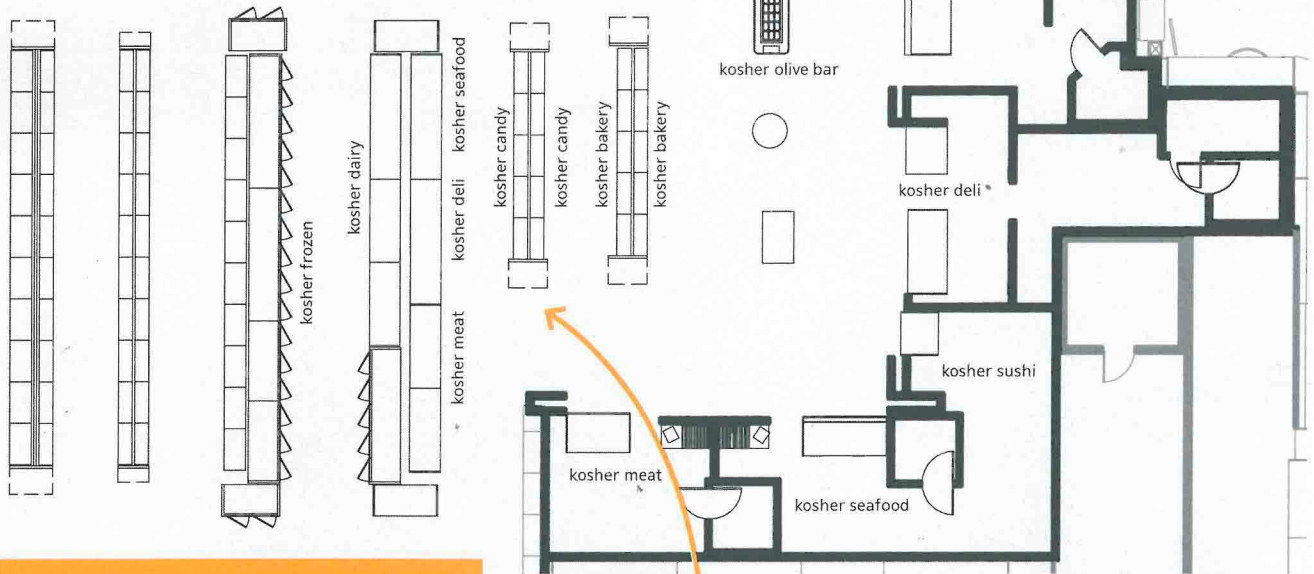 kosher olive bar
kosher seafood
kosher candy
kosher candy
kosher bakery
kosher bakery
kosher dairy
kosher deli
kosher deli
kosher frozen
kosher meat
kosher sushi
kosher meat
kosher seafood